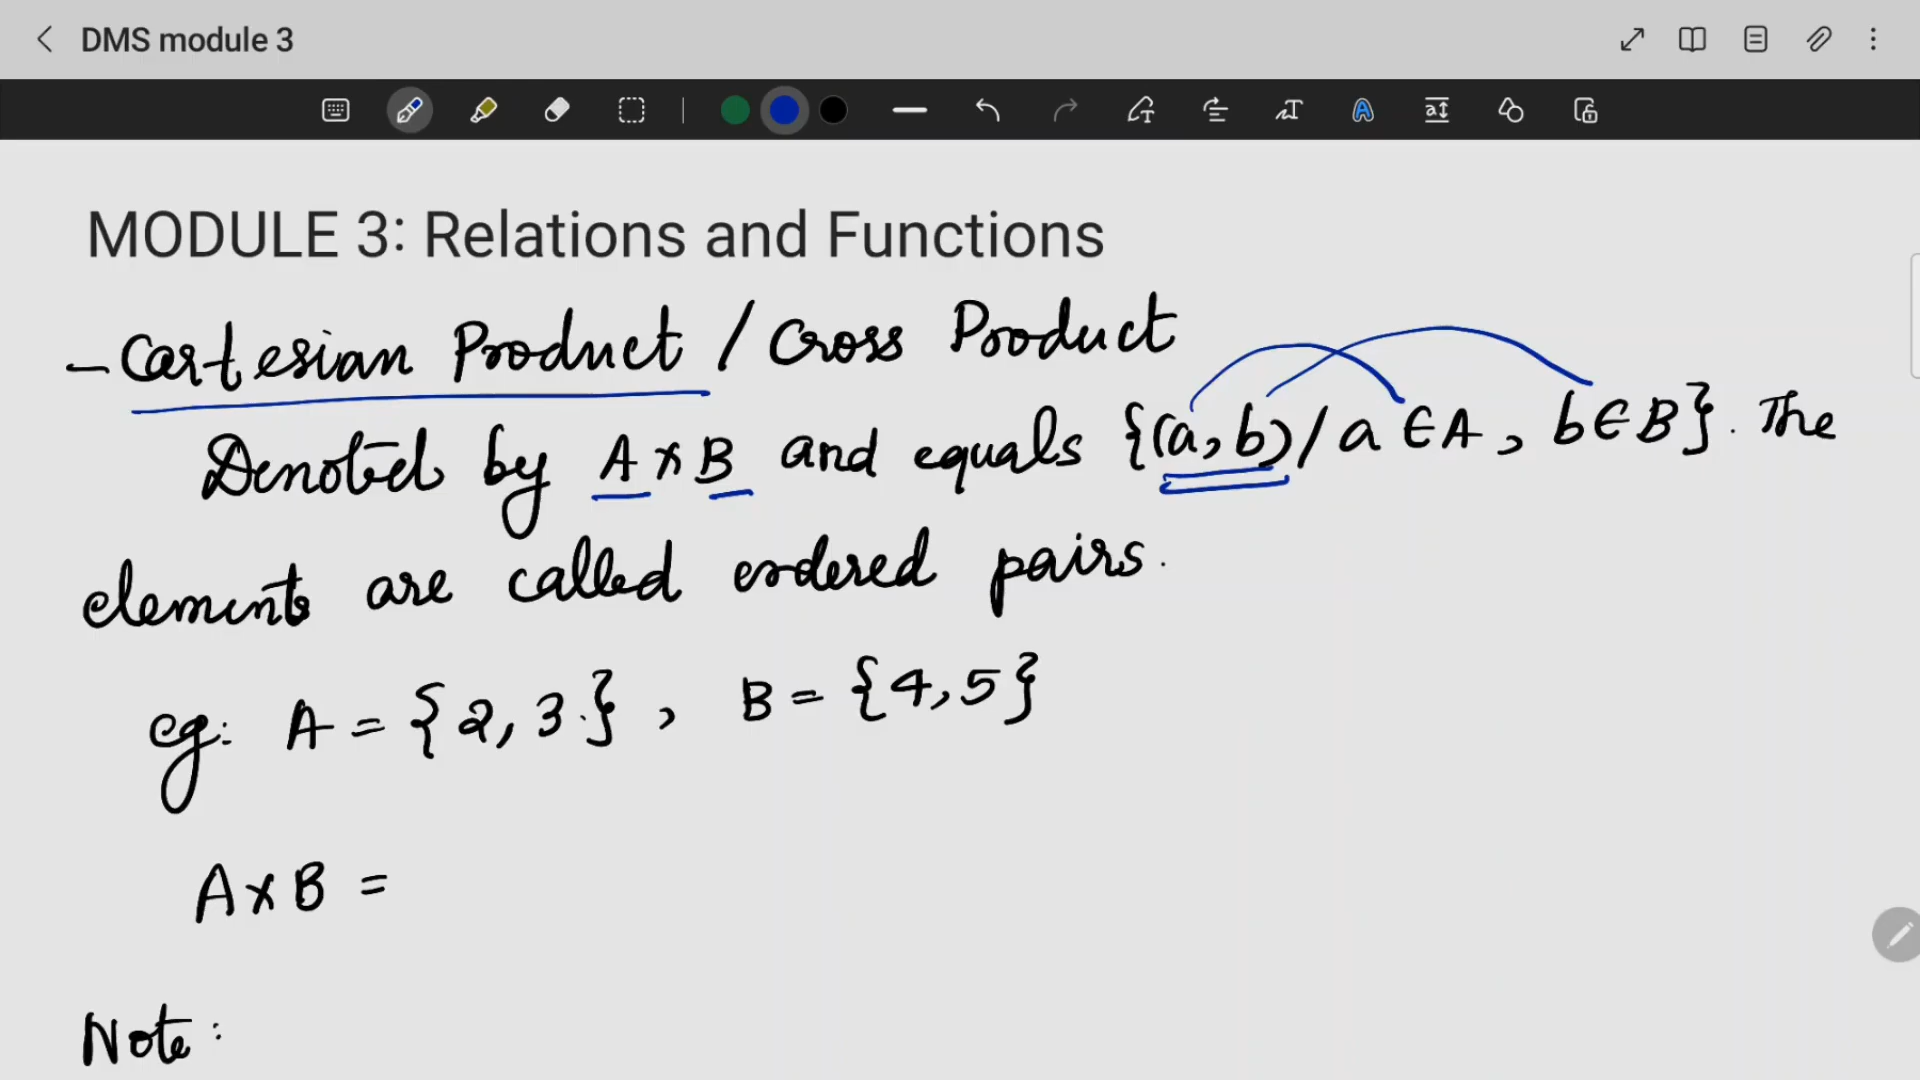 DMS module 3
MODULE 3: Relations and Functions
- Cartesian Product / Cross Product
Denoted by A × B and equals {(a, b) / a ∈ A, b ∈ B}. The
elements are called ordered pairs.
eg: A = {2, 3.}, B = {4, 5}
A × B =
Note :